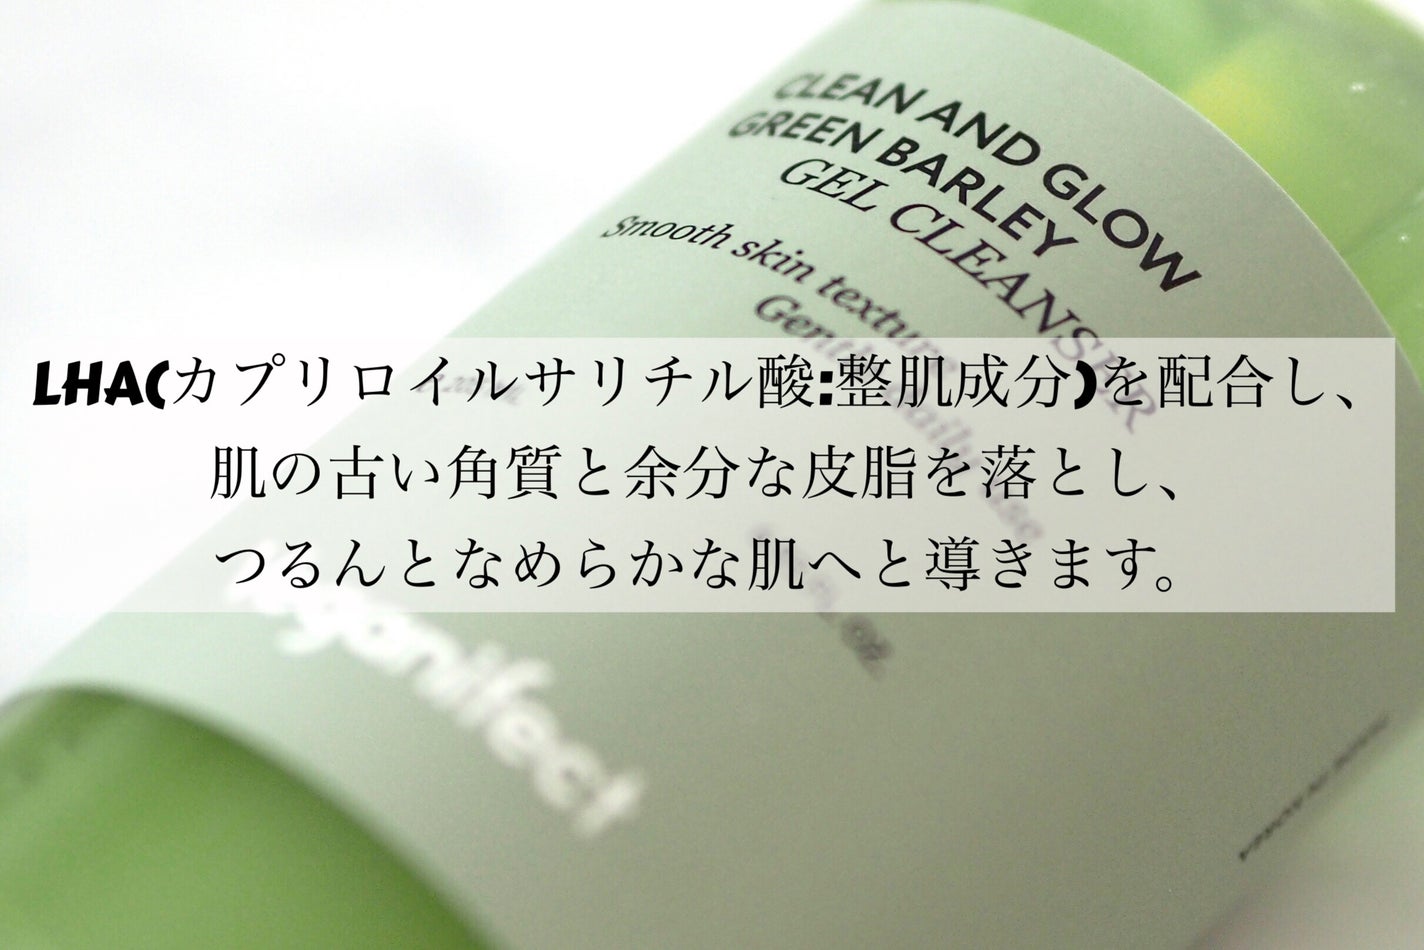 CLEAN AND GLOW
GREEN BARLEY
GEL CLEANSER
Smooth skin texture
LHA(カプリロイルサリチル酸:整肌成分)を配合し、
肌の古い角質と余分な皮脂を落とし、
つるんとなめらかな肌へと導きます。